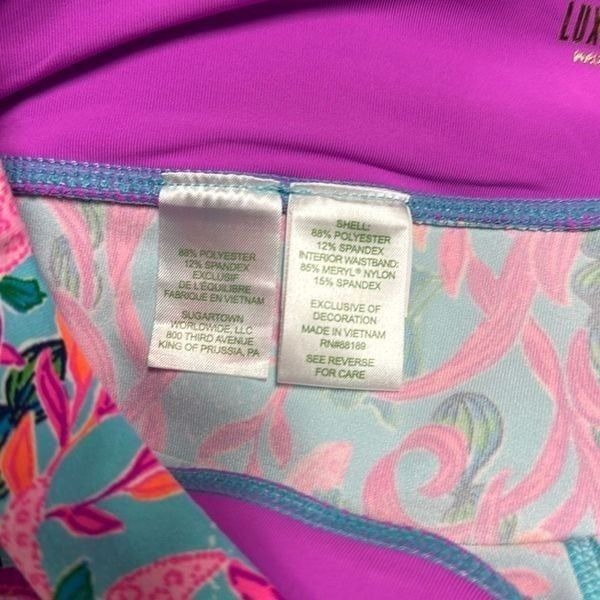 LUX
88% POLYESTER
12% SPANDEX
EXCLUSIF
DE L'ÉQUILIBRE
FABRIQUE EN VIETNAM
SUGARTOWN
WORLDWIDE, LLC
800 THIRD AVENUE
KING OF PRUSSIA, PA
SHELL:
88% POLYESTER
12% SPANDEX
INTERIOR WAISTBAND:
85% MERYL® NYLON
15% SPANDEX
EXCLUSIVE OF
DECORATION
MADE IN VIETNAM
RN#88189
SEE REVERSE
FOR CARE